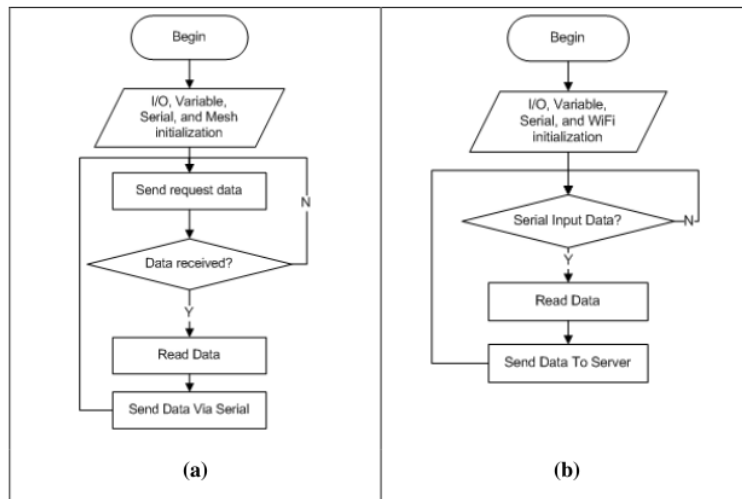 Begin
I/O, Variable,
Serial, and Mesh
initialization
Send request data
N
Data received?
Y
Read Data
Send Data Via Serial
(a)
Begin
I/O, Variable,
Serial, and WiFi
initialization
Serial Input Data?
N
Y
Read Data
Send Data To Server
(b)